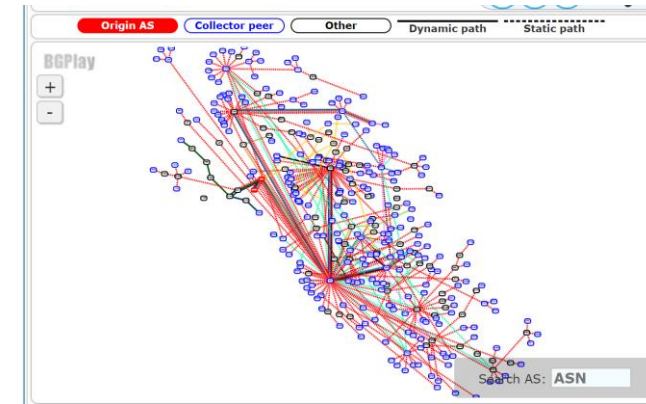 Origin AS Collector peer Other Dynamic path Static path
BGPlay
+
-
Search AS: ASN